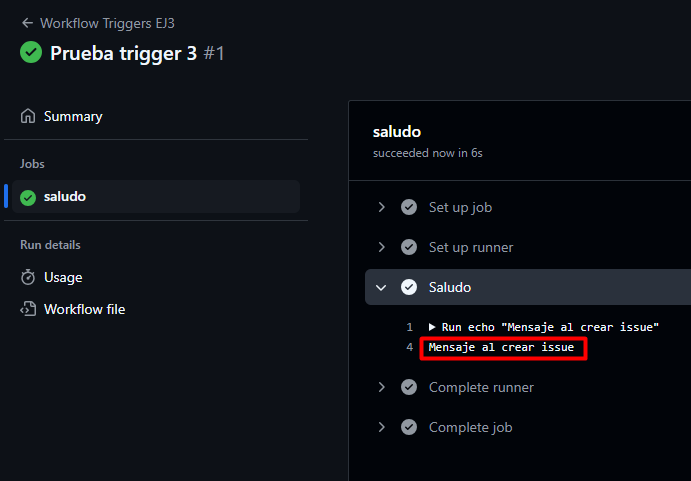 Workflow Triggers EJ3
Prueba trigger 3 #1
Summary
Jobs
saludo
Run details
Usage
Workflow file
saludo
succeeded now in 6s
Set up job
Set up runner
Saludo
1 Run echo "Mensaje al crear issue"
4 Mensaje al crear issue
Complete runner
Complete job